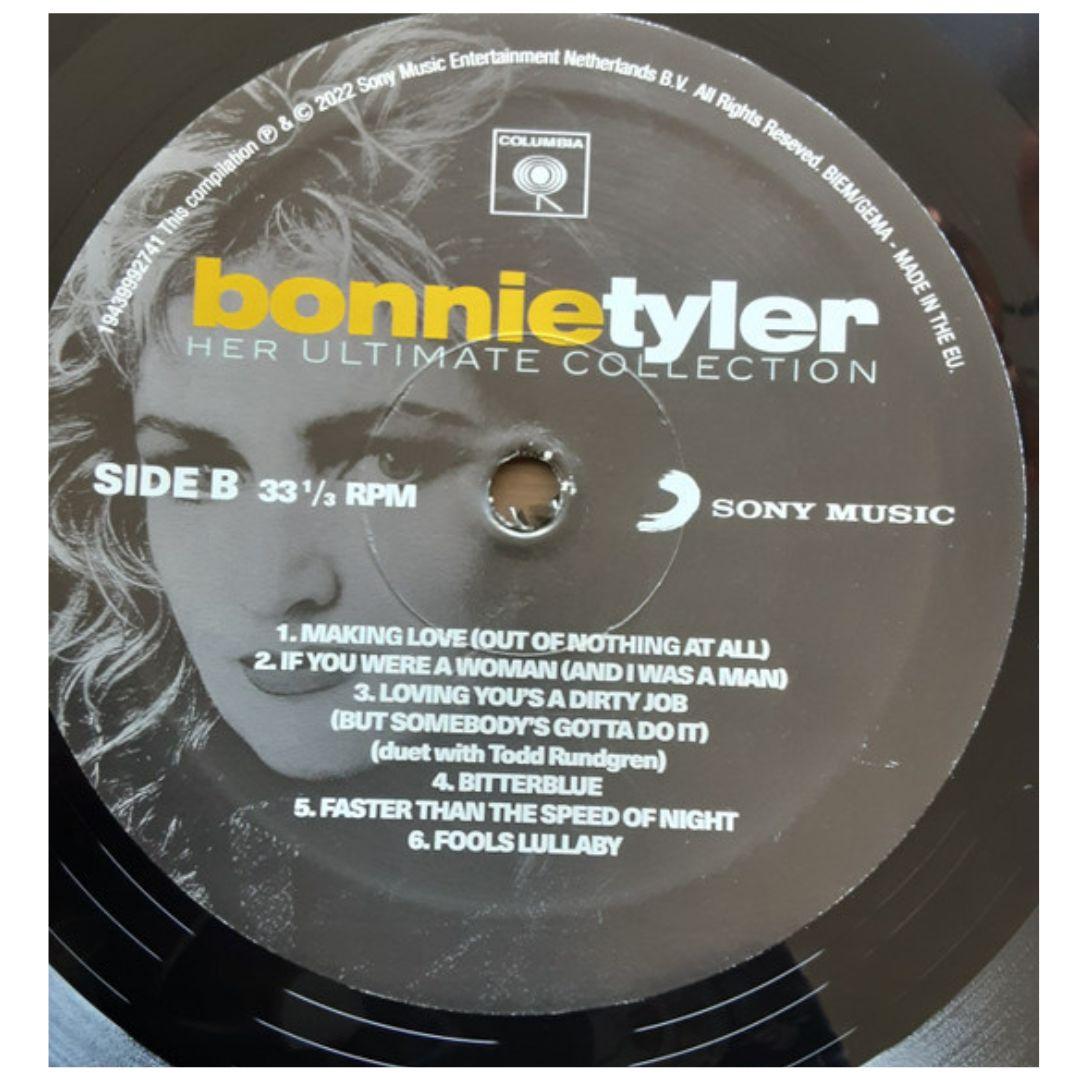 19439992741 This compilation ℗ & © 2022 Sony Music Entertainment Netherlands B.V. All Rights Reseved. BIEM/GEMA - MADE IN THE EU.
COLUMBIA
bonnietyler
HER ULTIMATE COLLECTION
SIDE B 33 1/3 RPM
SONY MUSIC
1. MAKING LOVE (OUT OF NOTHING AT ALL)
2. IF YOU WERE A WOMAN (AND I WAS A MAN)
3. LOVING YOU'S A DIRTY JOB
(BUT SOMEBODY'S GOTTA DO IT)
(duet with Todd Rundgren)
4. BITTERBLUE
5. FASTER THAN THE SPEED OF NIGHT
6. FOOLS LULLABY